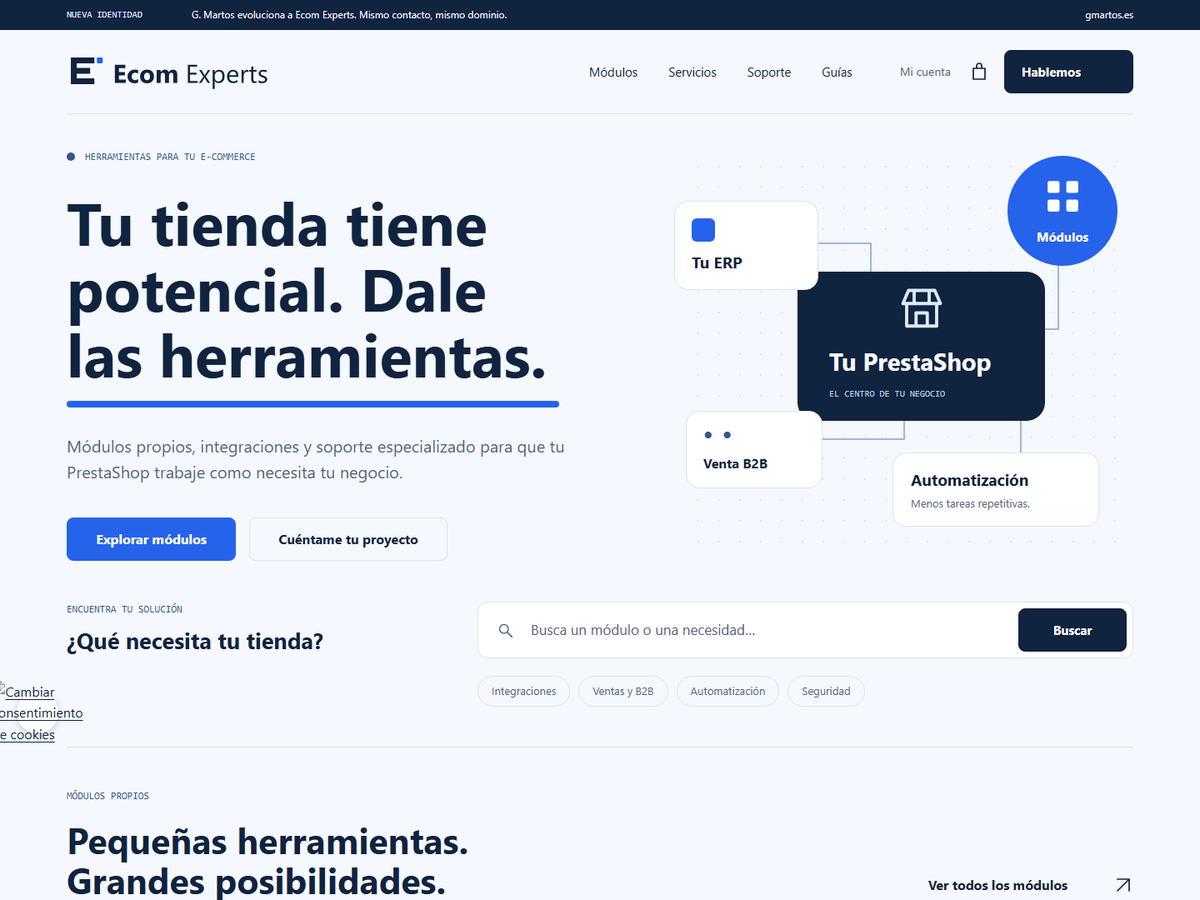 NUEVA IDENTIDAD
G. Martos evoluciona a Ecom Experts. Mismo contacto, mismo dominio.
gmartos.es
Ecom Experts
Módulos
Servicios
Soporte
Guías
Mi cuenta
Hablemos
HERRAMIENTAS PARA TU E-COMMERCE
Tu tienda tiene
potencial. Dale
las herramientas.
Módulos propios, integraciones y soporte especializado para que tu
PrestaShop trabaje como necesita tu negocio.
Explorar módulos
Cuéntame tu proyecto
Módulos
Tu ERP
Tu PrestaShop
EL CENTRO DE TU NEGOCIO
Venta B2B
Automatización
Menos tareas repetitivas.
ENCUENTRA TU SOLUCIÓN
¿Qué necesita tu tienda?
Busca un módulo o una necesidad...
Buscar
Integraciones
Ventas y B2B
Automatización
Seguridad
Cambiar
onsentimiento
e cookies
MÓDULOS PROPIOS
Pequeñas herramientas.
Grandes posibilidades.
Ver todos los módulos